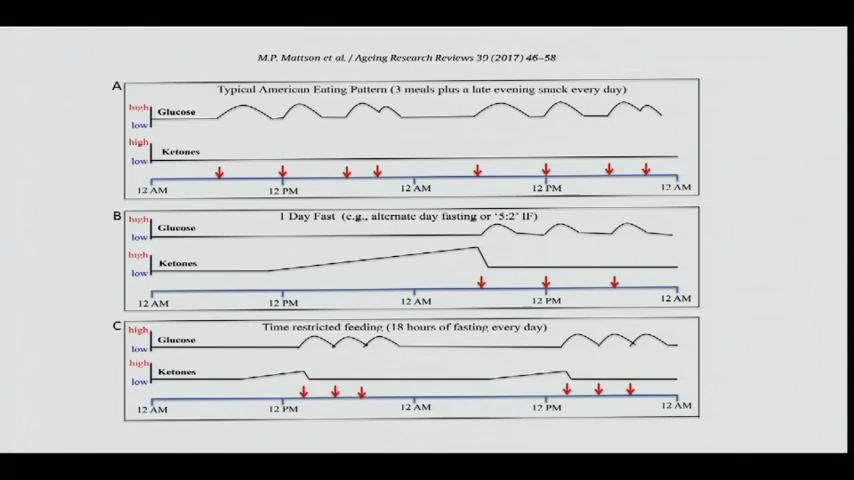 M.P. Mattson et al. / Ageing Research Reviews 39 (2017) 46–58
A
Typical American Eating Pattern (3 meals plus a late evening snack every day)
high
Glucose
low
high
Ketones
low
12 AM 12 PM 12 AM 12 PM 12 AM
B
1 Day Fast (e.g., alternate day fasting or '5:2' IF)
high
Glucose
low
high
Ketones
low
12 AM 12 PM 12 AM 12 PM 12 AM
C
Time restricted feeding (18 hours of fasting every day)
high
Glucose
low
high
Ketones
low
12 AM 12 PM 12 AM 12 PM 12 AM